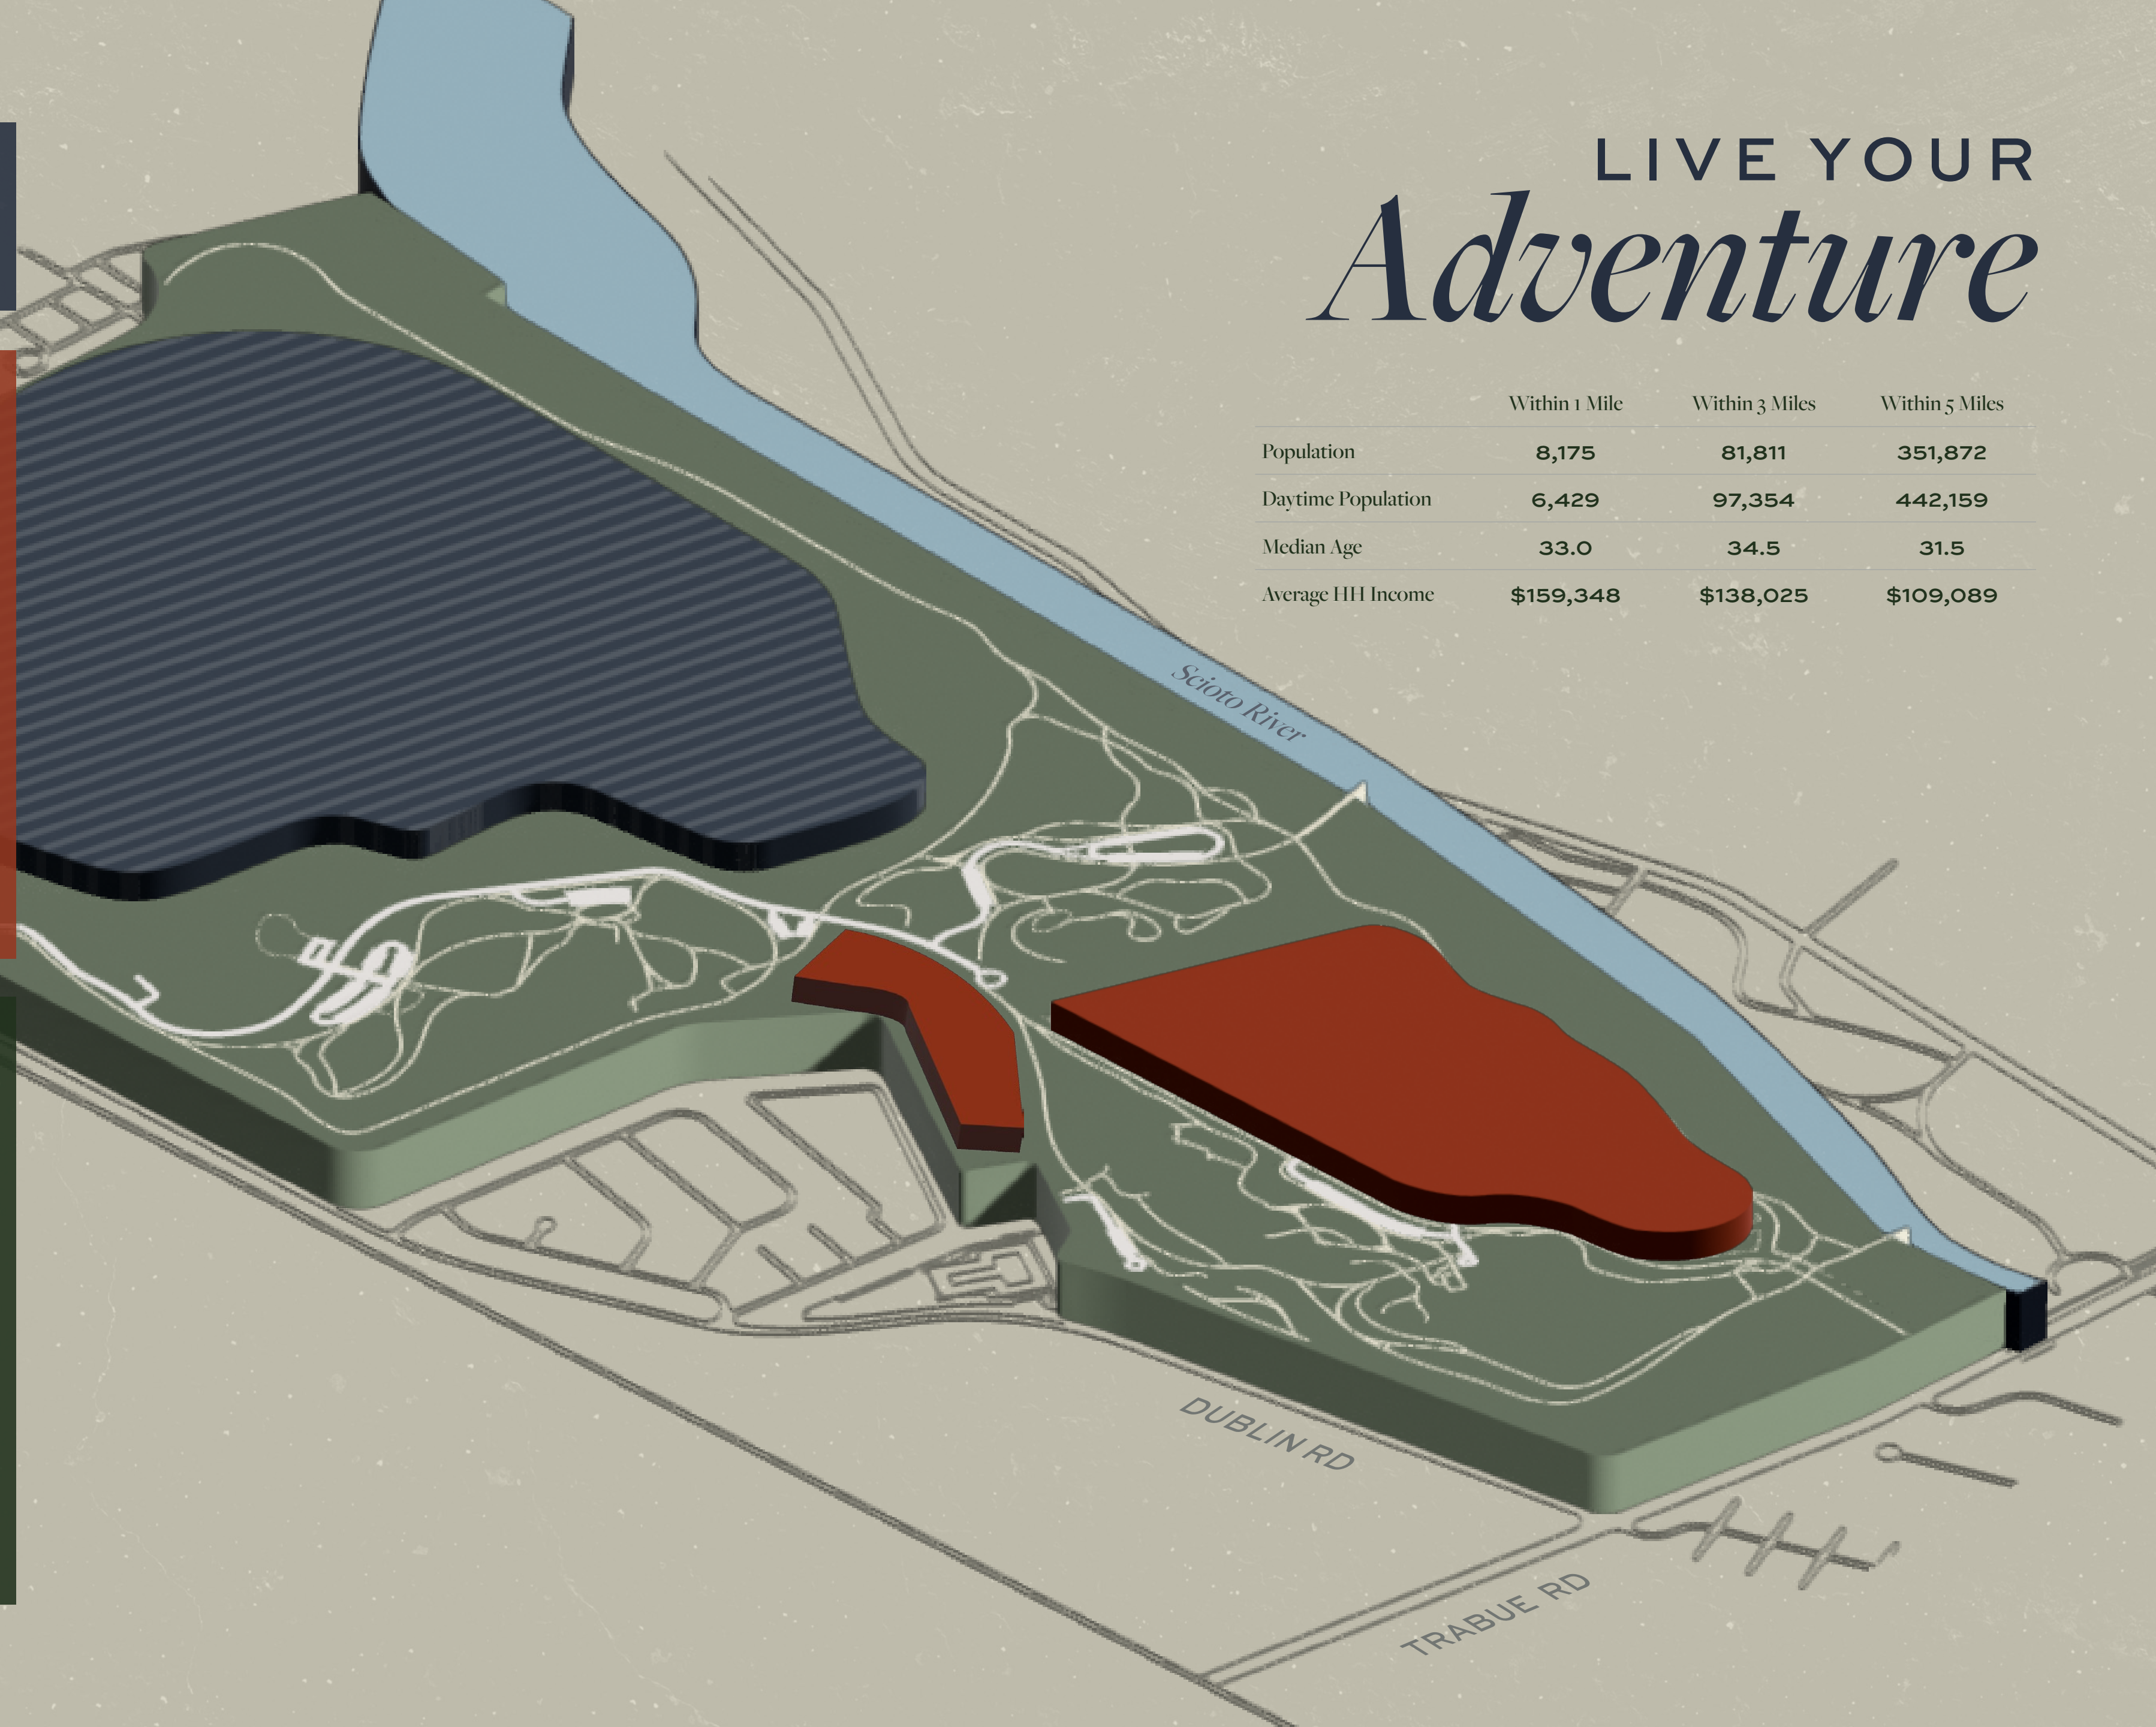 LIVE YOUR
Adventure
Within 1 Mile Within 3 Miles Within 5 Miles
Population 8,175 81,811 351,872
Daytime Population 6,429 97,354 442,159
Median Age 33.0 34.5 31.5
Average HH Income $159,348 $138,025 $109,089
Scioto River
DUBLIN RD
TRABUE RD